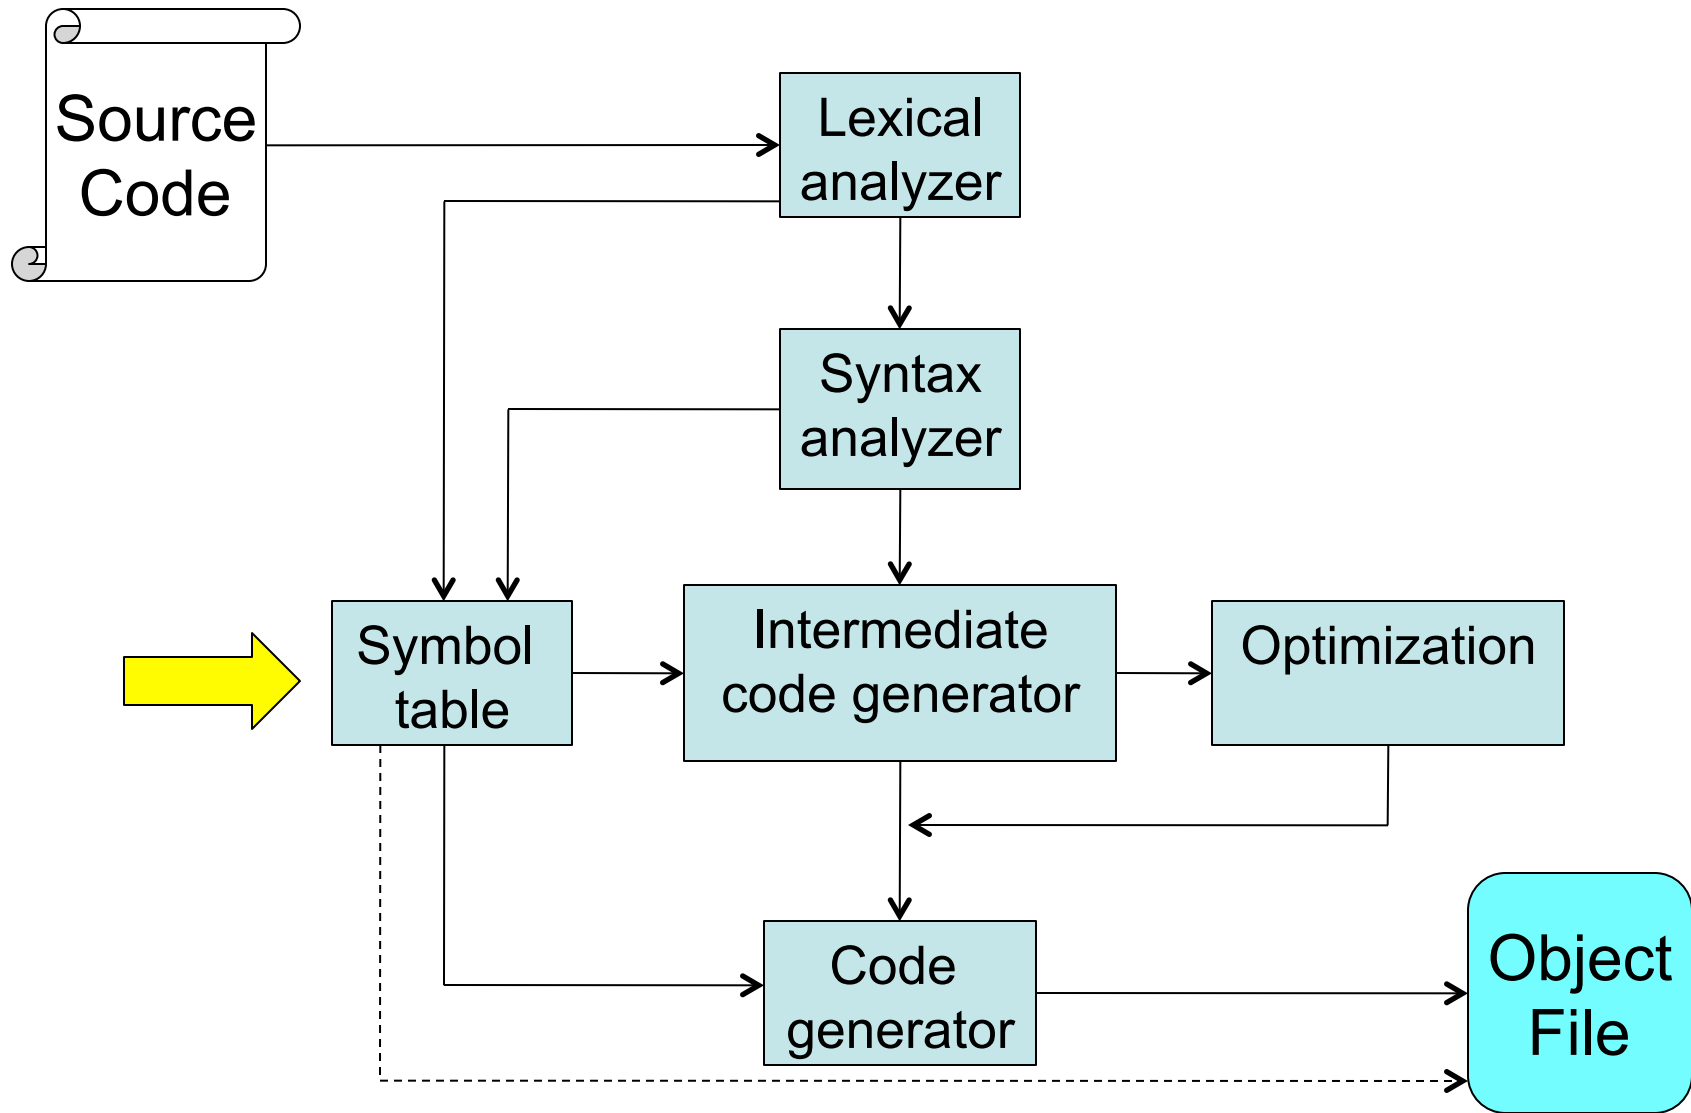 Source
Code
Lexical
analyzer
Syntax
analyzer
Symbol
table
Intermediate
code generator
Optimization
Code
generator
Object
File